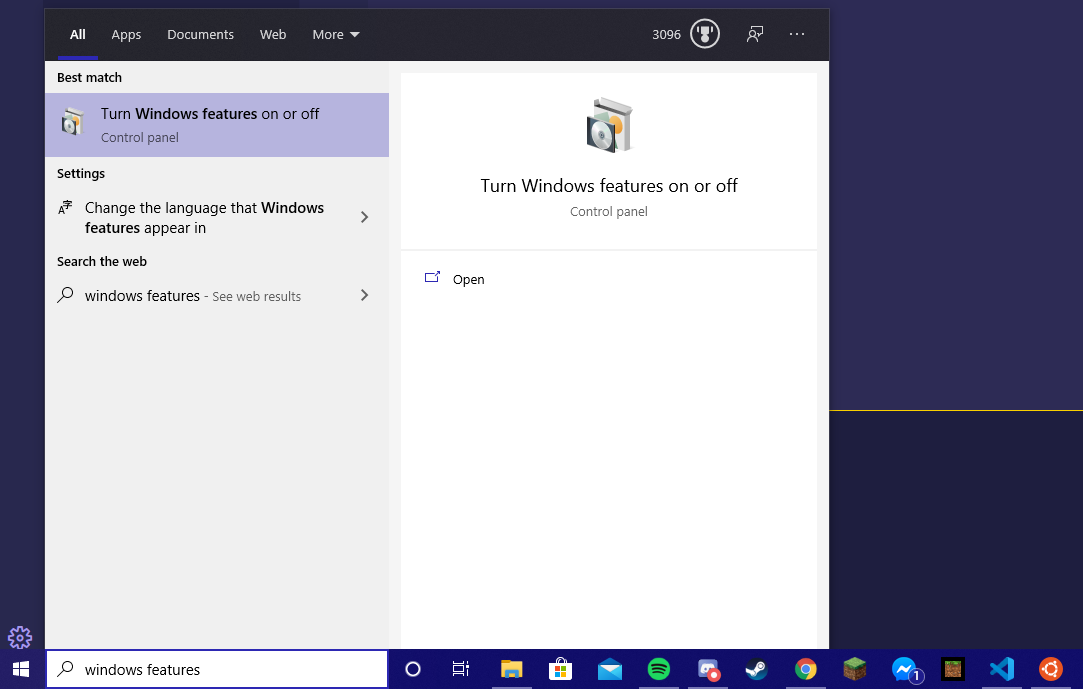 All Apps Documents Web More 3096 ...
Best match
Turn Windows features on or off
Control panel
Turn Windows features on or off
Control panel
Settings
Change the language that Windows
features appear in
Search the web
windows features - See web results
Open
windows features
1